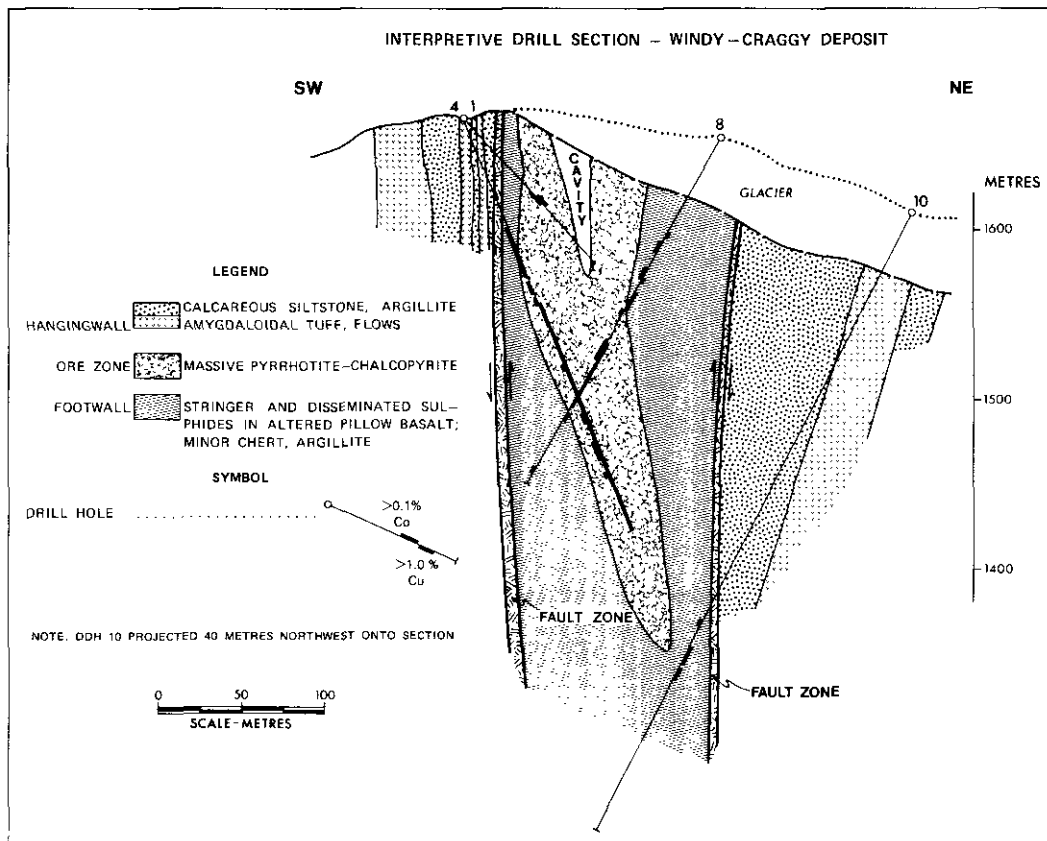 INTERPRETIVE DRILL SECTION – WINDY–CRAGGY DEPOSIT
SW
NE
4 1
8
10
CAVITY
GLACIER
METRES
1600
1500
1400
LEGEND
HANGINGWALL
CALCAREOUS SILTSTONE, ARGILLITE
AMYGDALOIDAL TUFF, FLOWS
ORE ZONE
MASSIVE PYRRHOTITE–CHALCOPYRITE
FOOTWALL
STRINGER AND DISSEMINATED SUL–
PHIDES IN ALTERED PILLOW BASALT;
MINOR CHERT, ARGILLITE
SYMBOL
DRILL HOLE
>0.1%
Co
>1.0%
Cu
FAULT ZONE
FAULT ZONE
NOTE. DDH 10 PROJECTED 40 METRES NORTHWEST ONTO SECTION
0 50 100
SCALE–METRES